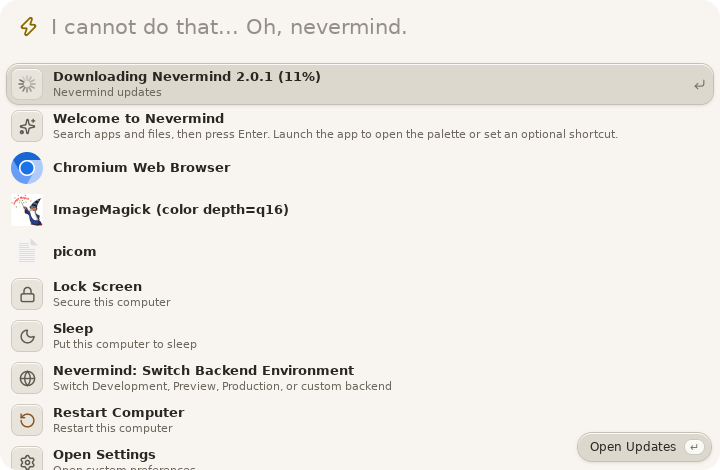 I cannot do that... Oh, nevermind.
Downloading Nevermind 2.0.1 (11%)
Nevermind updates
Welcome to Nevermind
Search apps and files, then press Enter. Launch the app to open the palette or set an optional shortcut.
Chromium Web Browser
ImageMagick (color depth=q16)
picom
Lock Screen
Secure this computer
Sleep
Put this computer to sleep
Nevermind: Switch Backend Environment
Switch Development, Preview, Production, or custom backend
Restart Computer
Restart this computer
Open Settings
Open system preferences
Open Updates